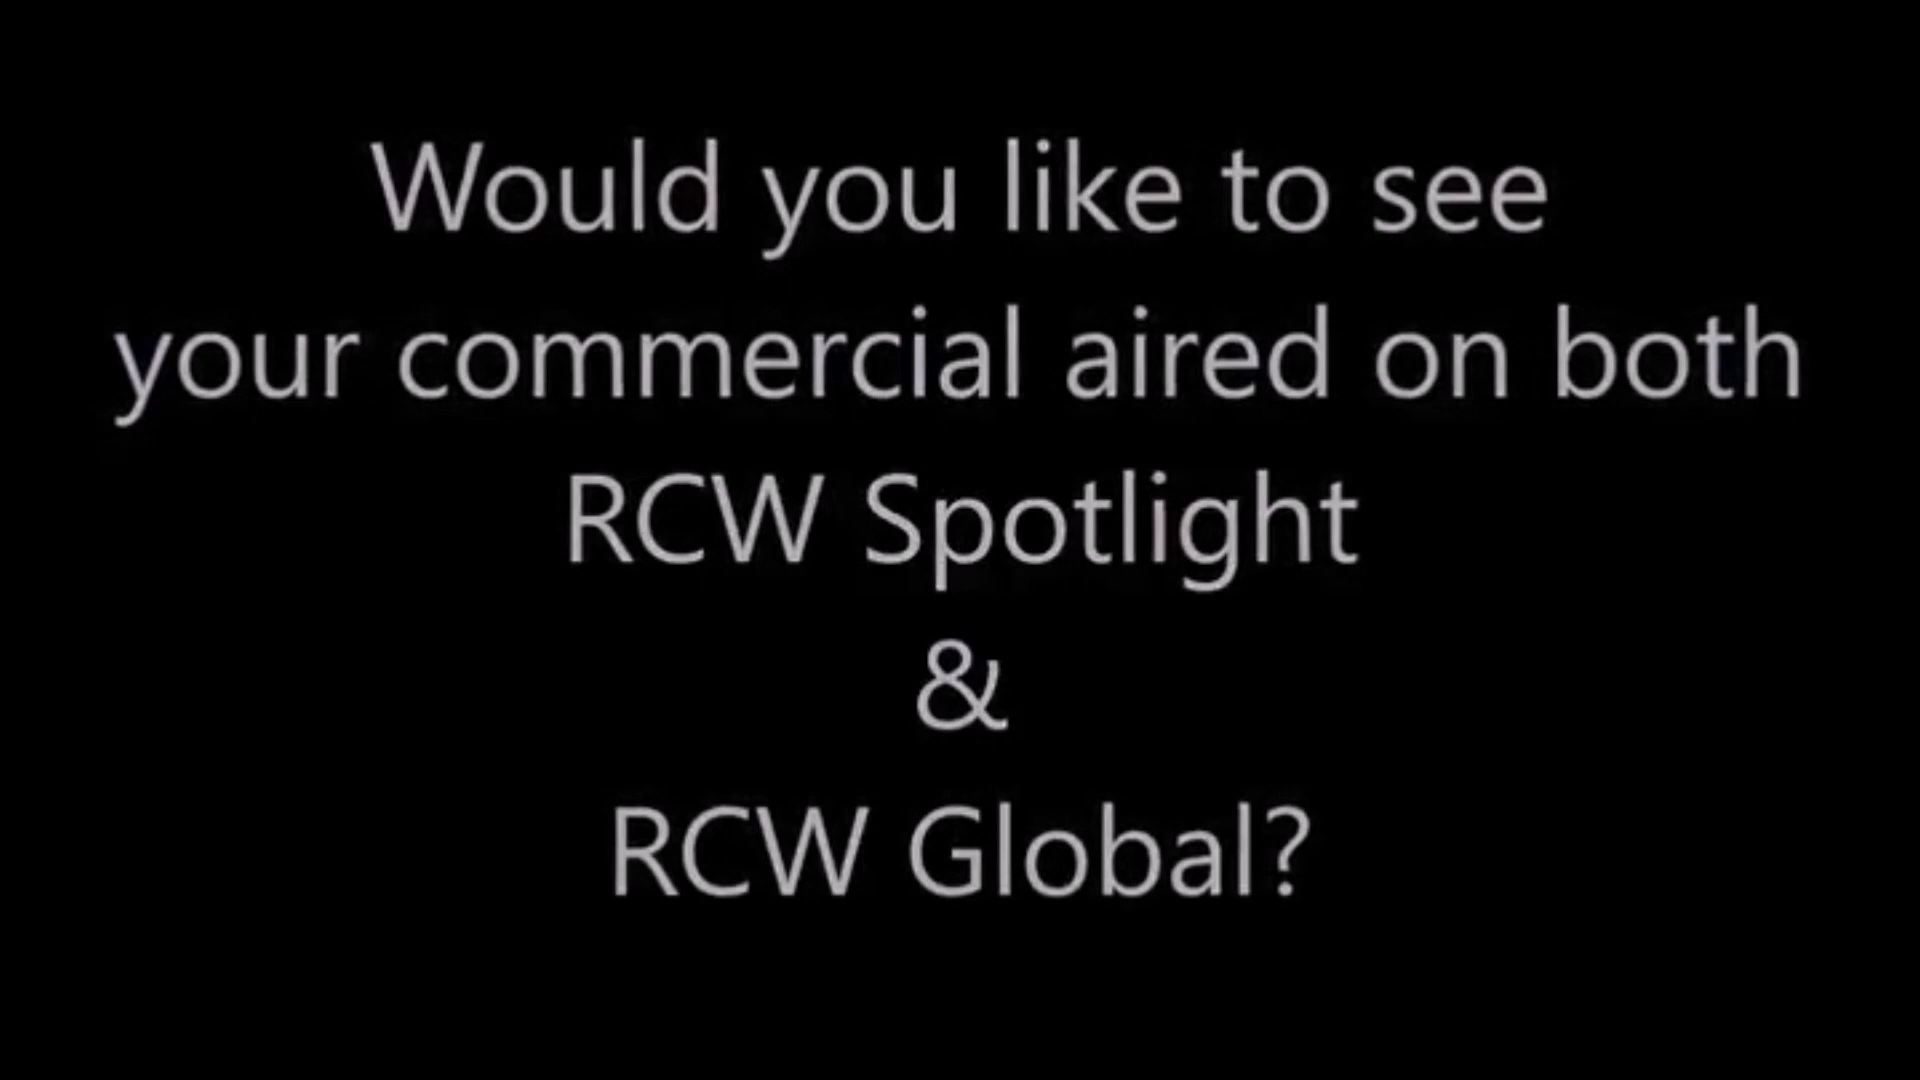 Would you like to see
your commercial aired on both
RCW Spotlight
&
RCW Global?